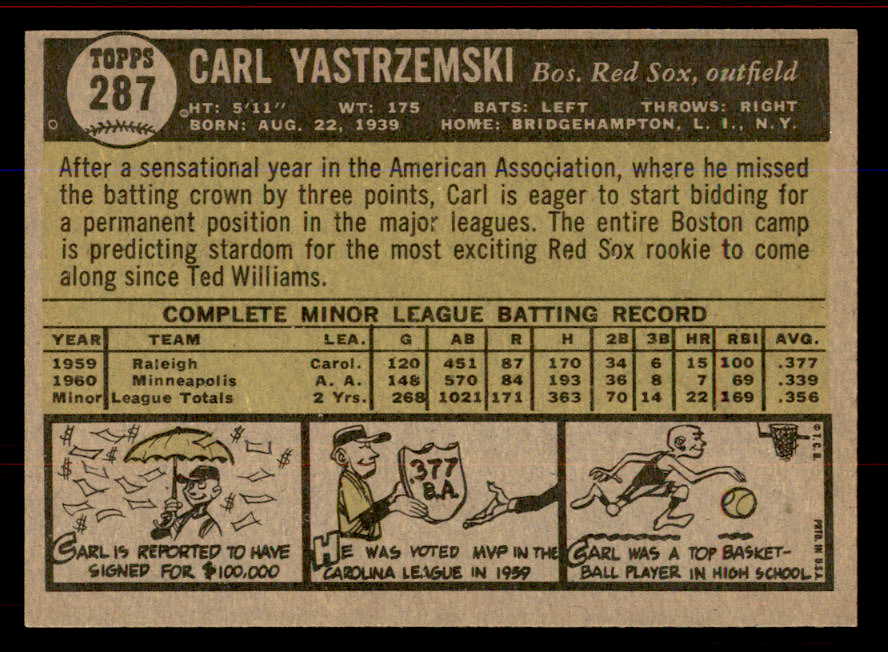 TOPPS
287
CARL YASTRZEMSKI Bos. Red Sox, outfield
HT: 5'11" WT: 175 BATS: LEFT THROWS: RIGHT
BORN: AUG. 22, 1939 HOME: BRIDGEHAMPTON, L. I., N. Y.
After a sensational year in the American Association, where he missed
the batting crown by three points, Carl is eager to start bidding for
a permanent position in the major leagues. The entire Boston camp
is predicting stardom for the most exciting Red Sox rookie to come
along since Ted Williams.
COMPLETE MINOR LEAGUE BATTING RECORD
YEAR TEAM LEA. G AB R H 2B 3B HR RBI AVG.
1959 Raleigh Carol. 120 451 87 170 34 6 15 100 .377
1960 Minneapolis A. A. 148 570 84 193 36 8 7 69 .339
Minor League Totals 2 Yrs. 268 1021 171 363 70 14 22 169 .356
CARL IS REPORTED TO HAVE
SIGNED FOR $100,000
.377
B.A.
HE WAS VOTED MVP IN THE
CAROLINA LEAGUE IN 1959
CARL WAS A TOP BASKET-
BALL PLAYER IN HIGH SCHOOL
© T.C.G. PRTD. IN U.S.A.